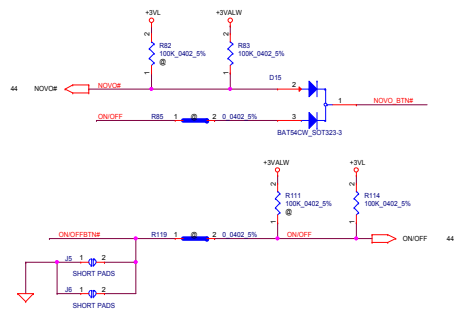 +3VL +3VALW
2 2
R82 R83
100K_0402_5% 100K_0402_5%
@
1 1
D15
44 NOVO# NOVO# 2
1 NOVO_BTN#
ON/OFF R85 1 @ 2 0_0402_5% 3
BAT54CW_SOT323-3
+3VALW +3VL
2 2
R111 R114
100K_0402_5% 100K_0402_5%
@
1 1
ON/OFFBTN# R119 1 @ 2 0_0402_5% ON/OFF ON/OFF 44
J5 1 2
SHORT PADS
J6 1 2
SHORT PADS